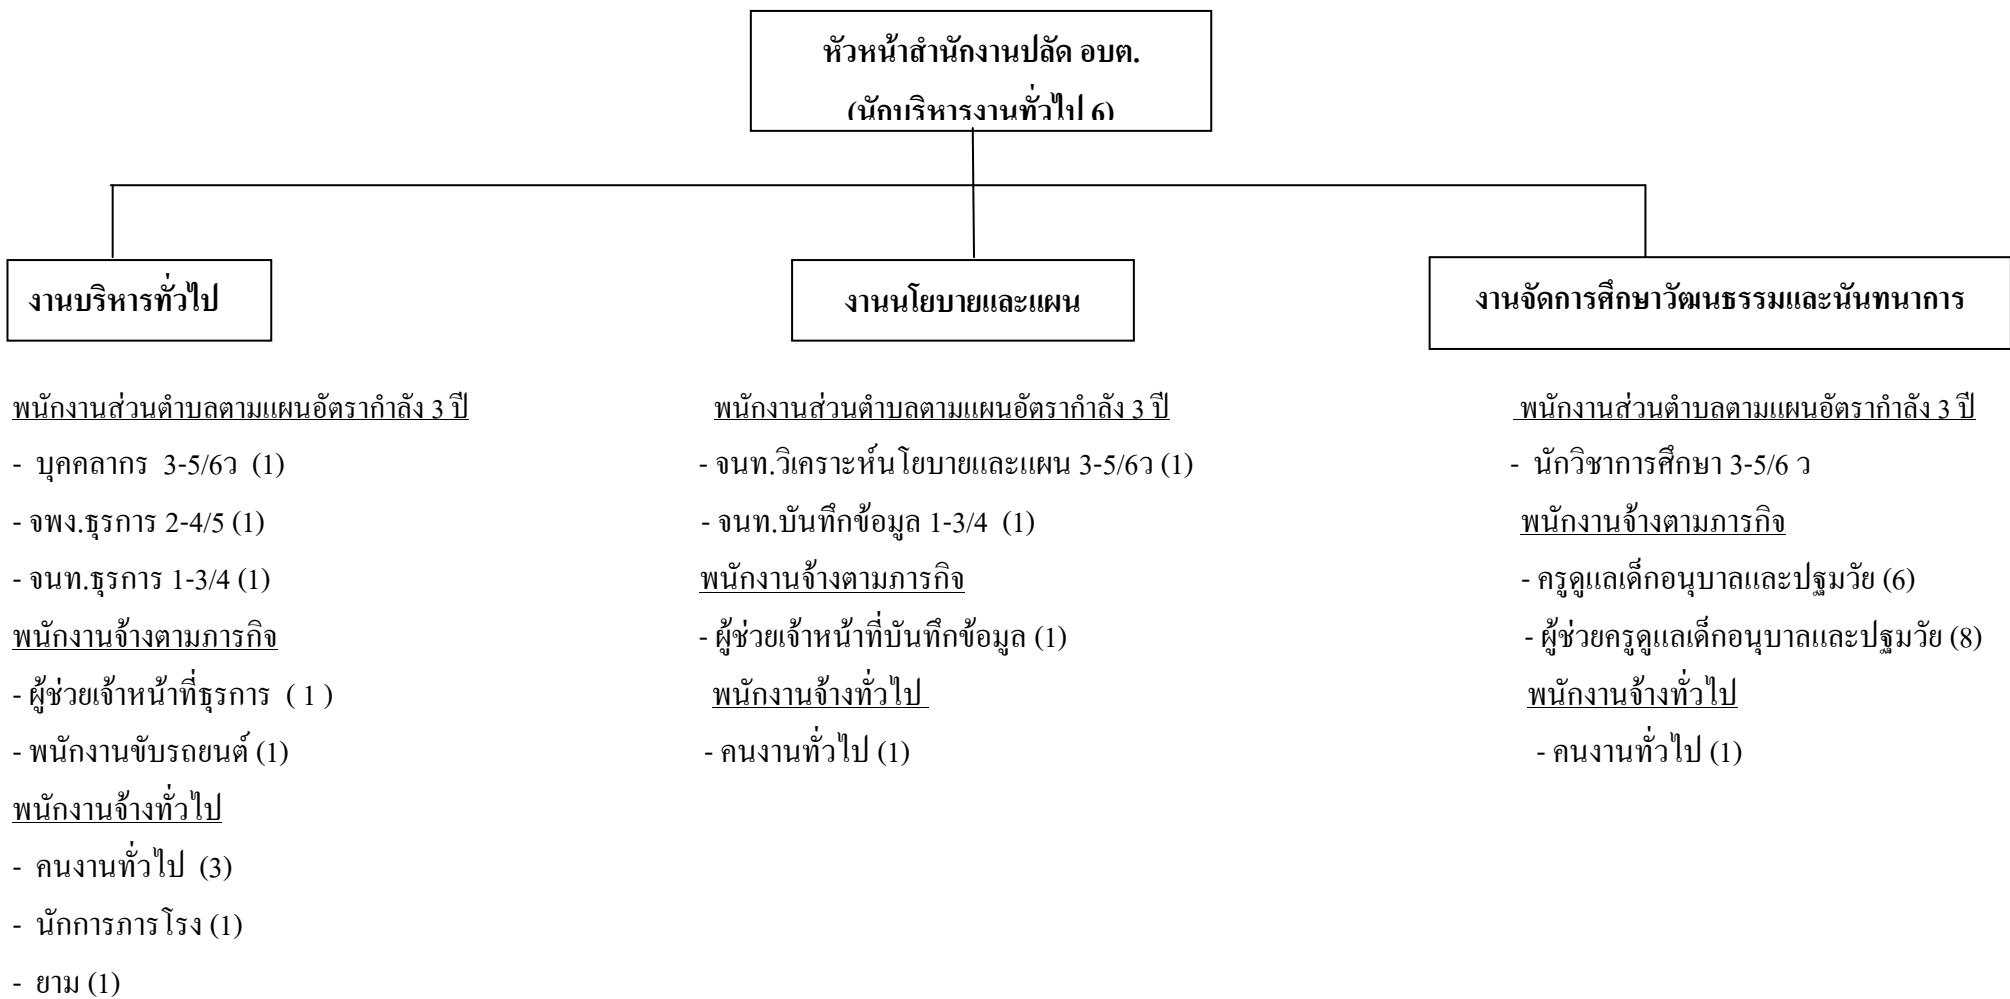 หัวหน้าสำนักงานปลัด อบต.
(นักบริหารงานทั่วไป 6)
งานบริหารทั่วไป
งานนโยบายและแผน
งานจัดการศึกษาวัฒนธรรมและนันทนาการ
พนักงานส่วนตำบลตามแผนอัตรากำลัง 3 ปี
- บุคคลากร 3-5/6ว (1)
- จพง.ธุรการ 2-4/5 (1)
- จนท.ธุรการ 1-3/4 (1)
พนักงานจ้างตามภารกิจ
- ผู้ช่วยเจ้าหน้าที่ธุรการ ( 1 )
- พนักงานขับรถยนต์ (1)
พนักงานจ้างทั่วไป
- คนงานทั่วไป (3)
- นักการภารโรง (1)
- ยาม (1)
พนักงานส่วนตำบลตามแผนอัตรากำลัง 3 ปี
- จนท.วิเคราะห์นโยบายและแผน 3-5/6ว (1)
- จนท.บันทึกข้อมูล 1-3/4 (1)
พนักงานจ้างตามภารกิจ
- ผู้ช่วยเจ้าหน้าที่บันทึกข้อมูล (1)
พนักงานจ้างทั่วไป
- คนงานทั่วไป (1)
พนักงานส่วนตำบลตามแผนอัตรากำลัง 3 ปี
- นักวิชาการศึกษา 3-5/6 ว
พนักงานจ้างตามภารกิจ
- ครูดูแลเด็กอนุบาลและปฐมวัย (6)
- ผู้ช่วยครูดูแลเด็กอนุบาลและปฐมวัย (8)
พนักงานจ้างทั่วไป
- คนงานทั่วไป (1)